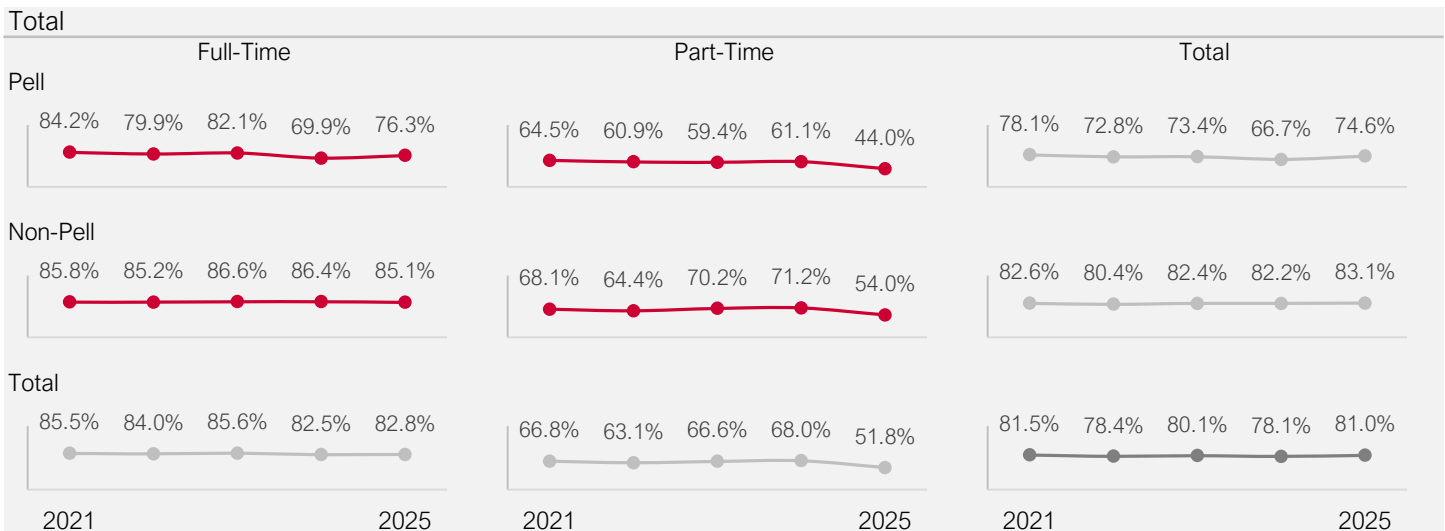 Total
Full-Time Part-Time Total
Pell
84.2% 79.9% 82.1% 69.9% 76.3% 64.5% 60.9% 59.4% 61.1% 44.0% 78.1% 72.8% 73.4% 66.7% 74.6%
Non-Pell
85.8% 85.2% 86.6% 86.4% 85.1% 68.1% 64.4% 70.2% 71.2% 54.0% 82.6% 80.4% 82.4% 82.2% 83.1%
Total
85.5% 84.0% 85.6% 82.5% 82.8% 66.8% 63.1% 66.6% 68.0% 51.8% 81.5% 78.4% 80.1% 78.1% 81.0%
2021 2025 2021 2025 2021 2025